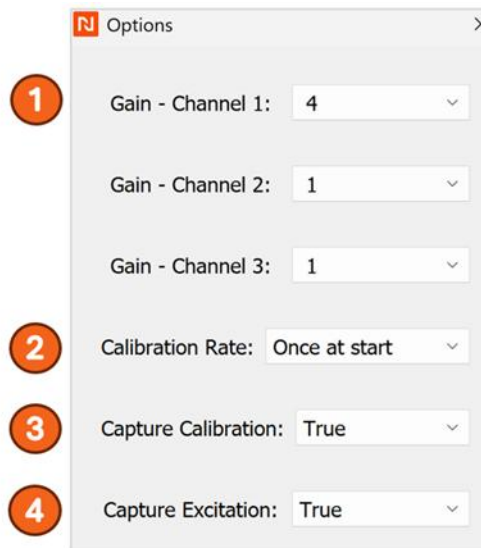 N Options ×
1 Gain - Channel 1: 4
Gain - Channel 2: 1
Gain - Channel 3: 1
2 Calibration Rate: Once at start
3 Capture Calibration: True
4 Capture Excitation: True